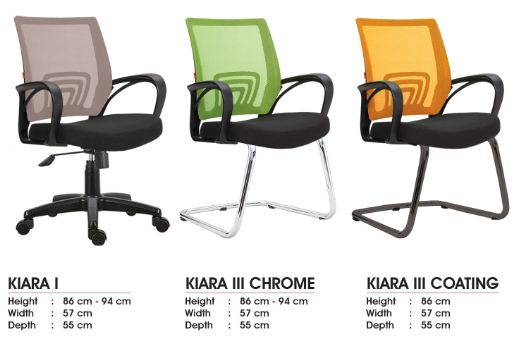 KIARA I
Height : 86 cm - 94 cm
Width : 57 cm
Depth : 55 cm
KIARA III CHROME
Height : 86 cm - 94 cm
Width : 57 cm
Depth : 55 cm
KIARA III COATING
Height : 86 cm
Width : 57 cm
Depth : 55 cm